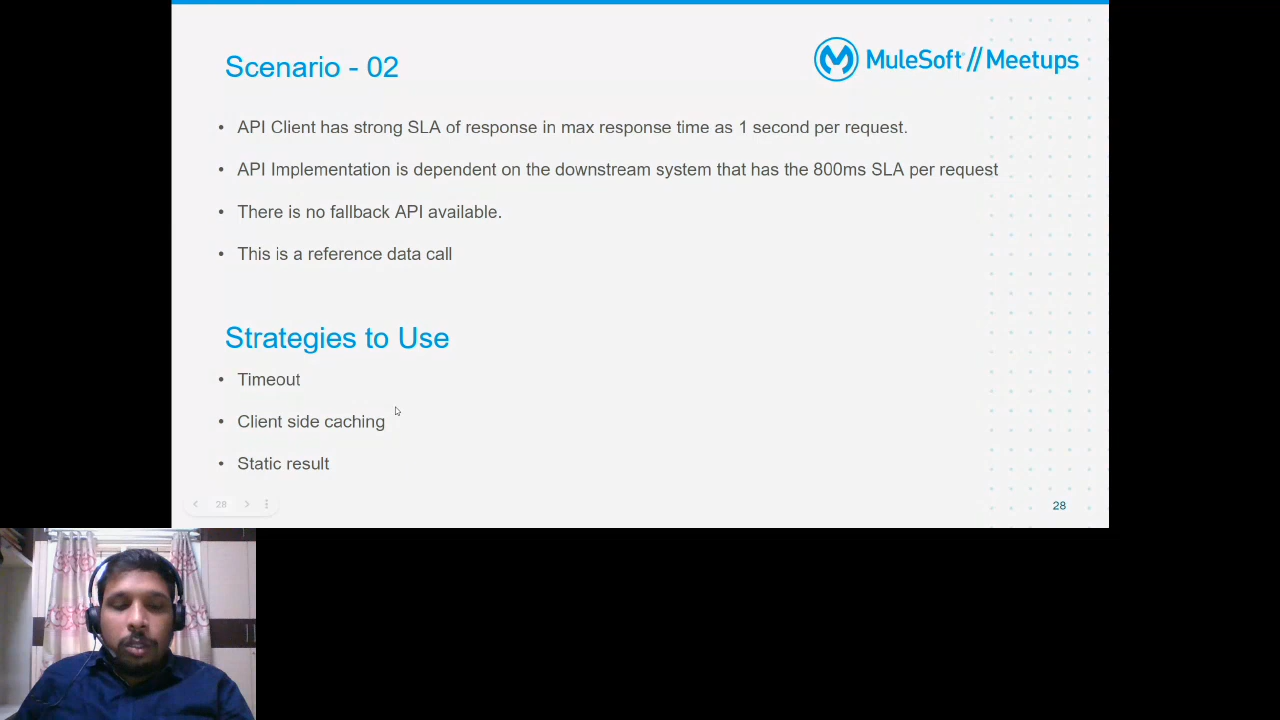 Scenario - 02
MuleSoft // Meetups
• API Client has strong SLA of response in max response time as 1 second per request.
• API Implementation is dependent on the downstream system that has the 800ms SLA per request
• There is no fallback API available.
• This is a reference data call
Strategies to Use
• Timeout
• Client side caching
• Static result
28
28